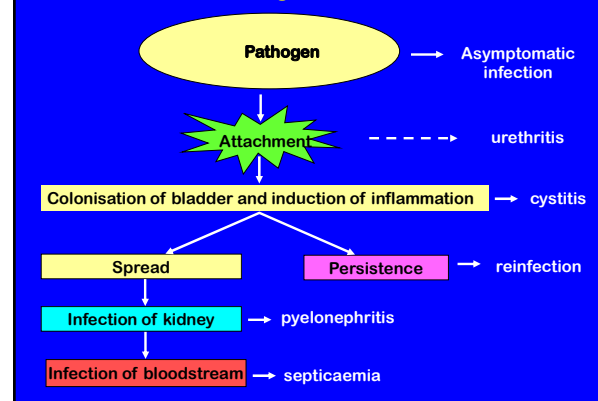 Pathogen
Asymptomatic
infection
Attachment
urethritis
Colonisation of bladder and induction of inflammation
cystitis
Spread
Persistence
reinfection
Infection of kidney
pyelonephritis
Infection of bloodstream
septicaemia